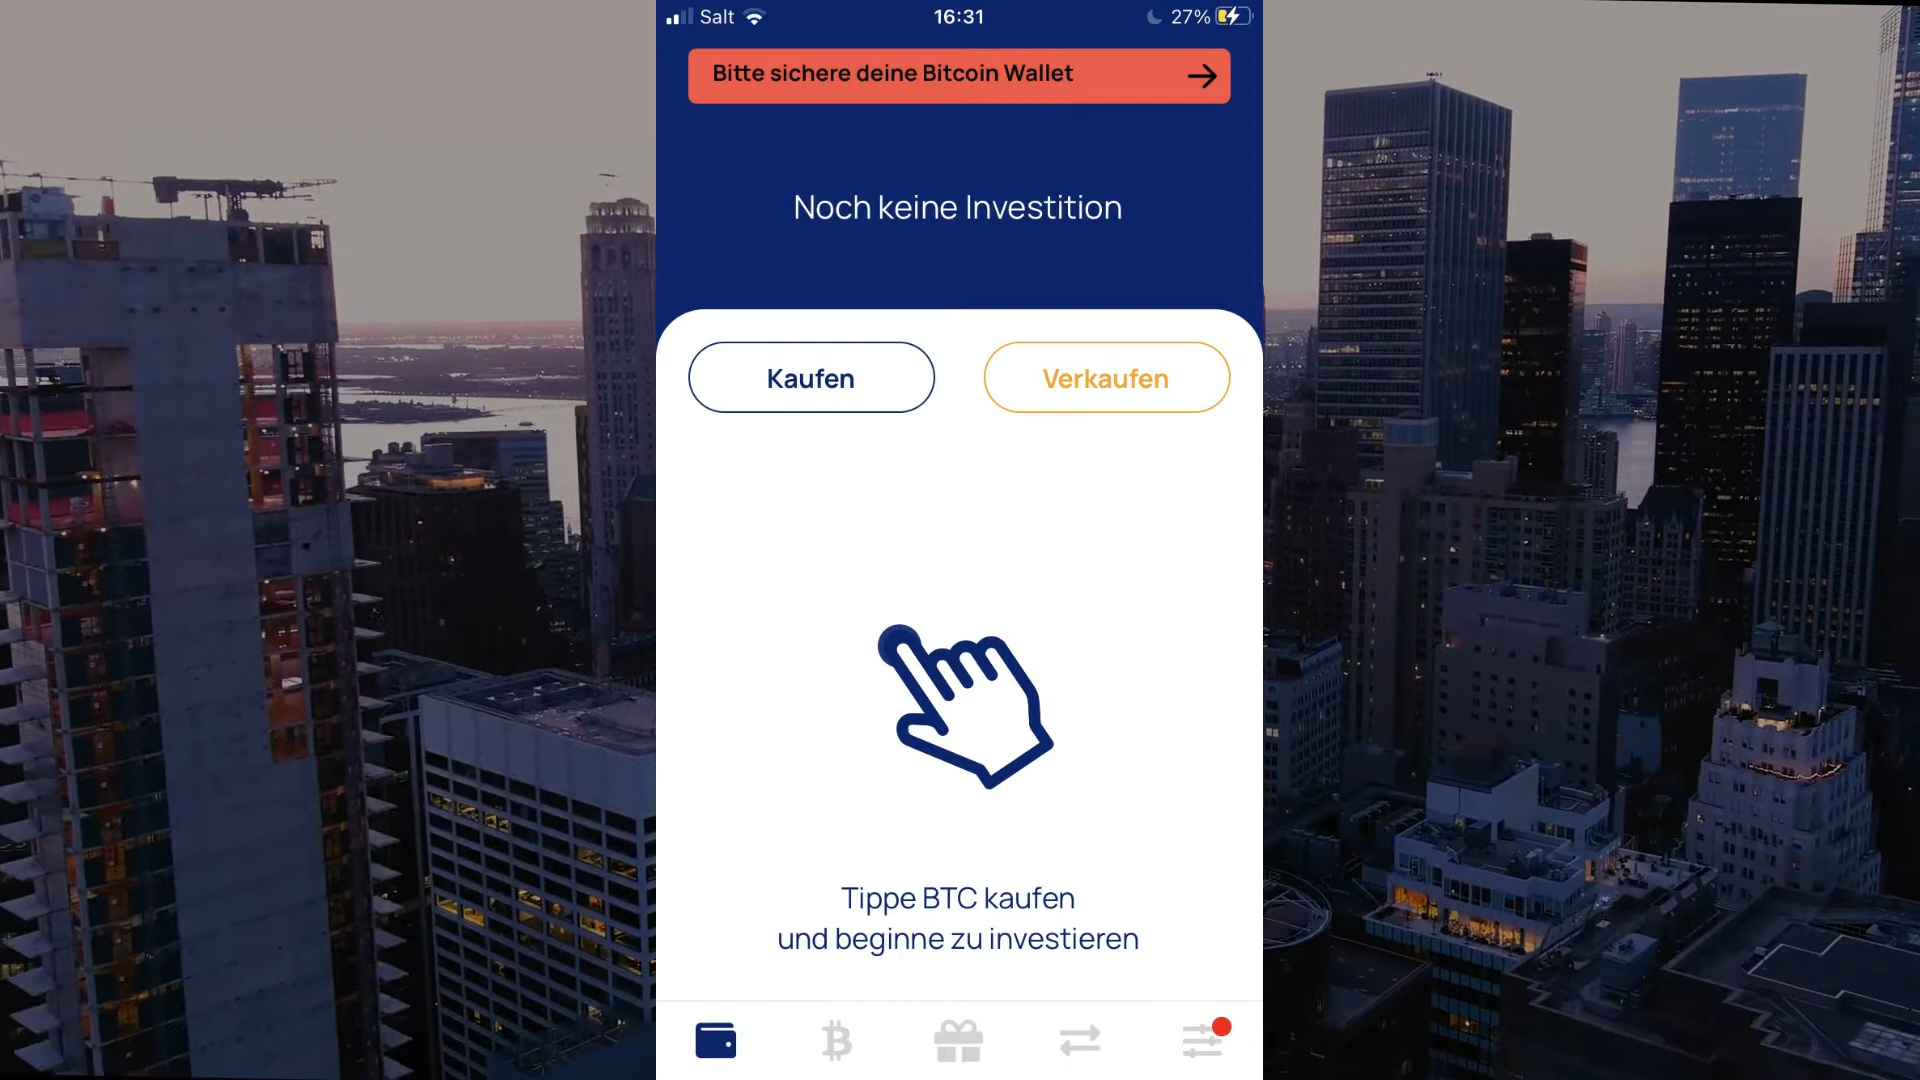 Salt
16:31
27%
Bitte sichere deine Bitcoin Wallet
Noch keine Investition
Kaufen
Verkaufen
Tippe BTC kaufen
und beginne zu investieren